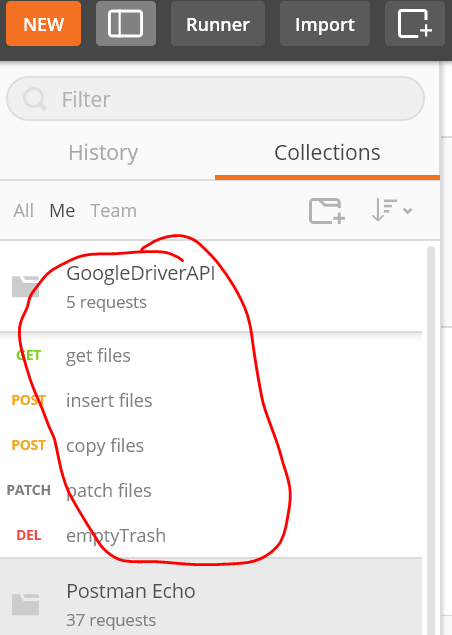 NEW Runner Import
Filter
History Collections
All Me Team
GoogleDriverAPI
5 requests
GET get files
POST insert files
POST copy files
PATCH patch files
DEL emptyTrash
Postman Echo
37 requests